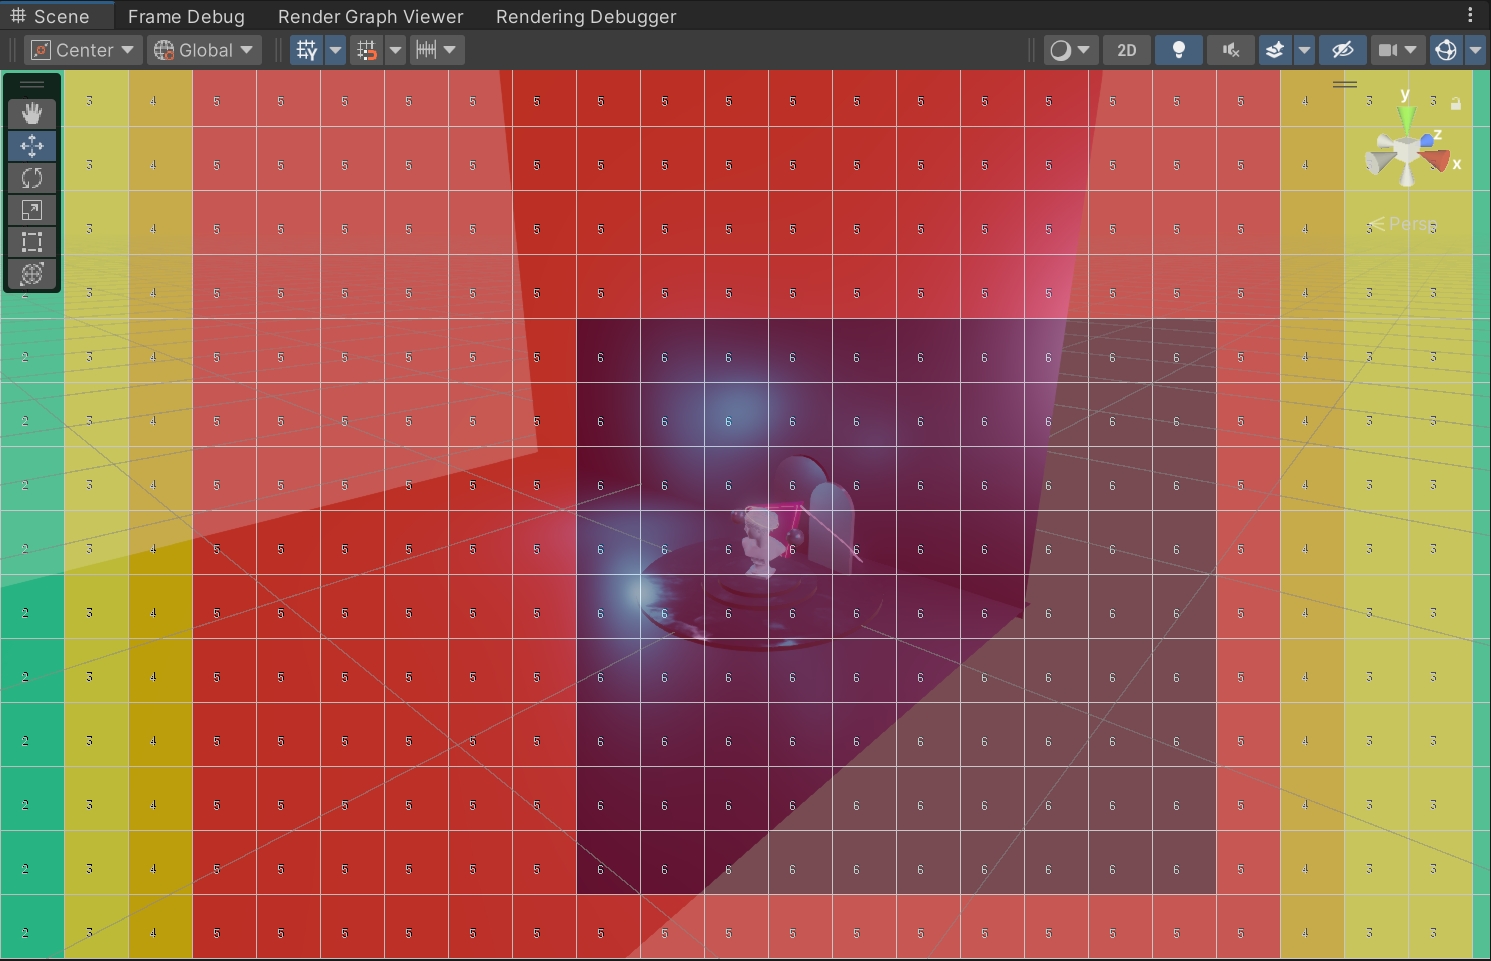 Scene Frame Debug Render Graph Viewer Rendering Debugger
Center Global 2D
3 4 5 5 5 5 5 5 5 5 5 5 5 5 5 5 5 5 5 4 3 3
y
z
x
3 4 5 5 5 5 5 5 5 5 5 5 5 5 5 5 5 5 5 4
3 4 5 5 5 5 5 5 5 5 5 5 5 5 5 5 5 5 5 4 3 3
Persp
2 3 4 5 5 5 5 5 5 5 5 5 5 5 5 5 5 5 5 5 4 3 3
2 3 4 5 5 5 5 5 5 6 6 6 6 6 6 6 6 6 6 5 4 3 3
2 3 4 5 5 5 5 5 5 6 6 6 6 6 6 6 6 6 6 5 4 3 3
2 3 4 5 5 5 5 5 5 6 6 6 6 6 6 6 6 6 6 5 4 3 3
2 3 4 5 5 5 5 5 5 6 6 6 6 6 6 6 6 6 6 5 4 3 3
2 3 4 5 5 5 5 5 5 6 6 6 6 6 6 6 6 6 6 5 4 3 3
2 3 4 5 5 5 5 5 5 6 6 6 6 6 6 6 6 6 6 5 4 3 3
2 3 4 5 5 5 5 5 5 6 6 6 6 6 6 6 6 6 6 5 4 3 3
2 3 4 5 5 5 5 5 5 6 6 6 6 6 6 6 6 6 6 5 4 3 3
2 3 4 5 5 5 5 5 5 6 6 6 6 6 6 6 6 6 6 5 4 3 3
2 3 4 5 5 5 5 5 5 5 5 5 5 5 5 5 5 5 5 5 4 3 3